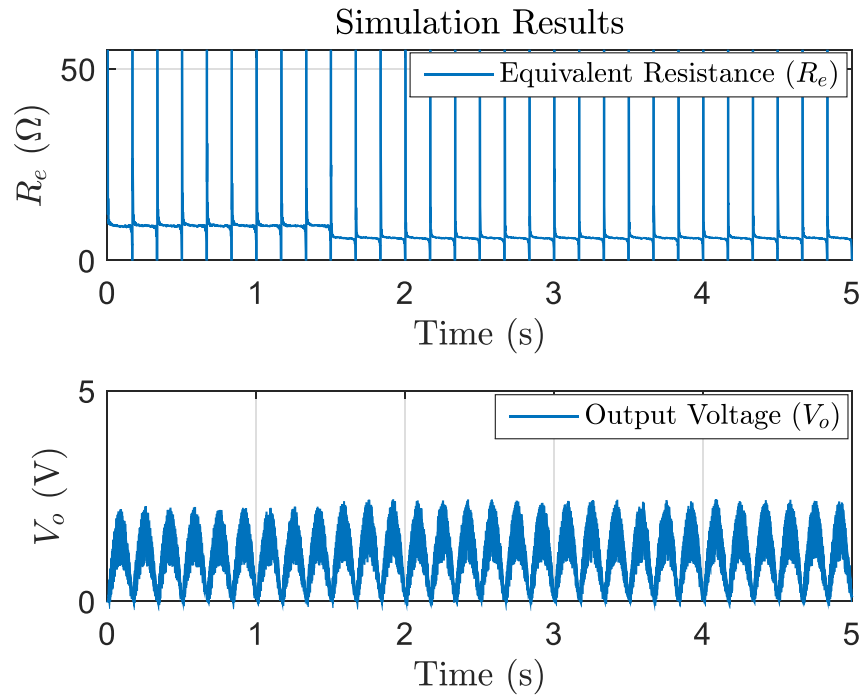 Simulation Results
50
0
R_e (Ω)
Equivalent Resistance (R_e)
0 1 2 3 4 5
Time (s)
5
0
V_o (V)
Output Voltage (V_o)
0 1 2 3 4 5
Time (s)